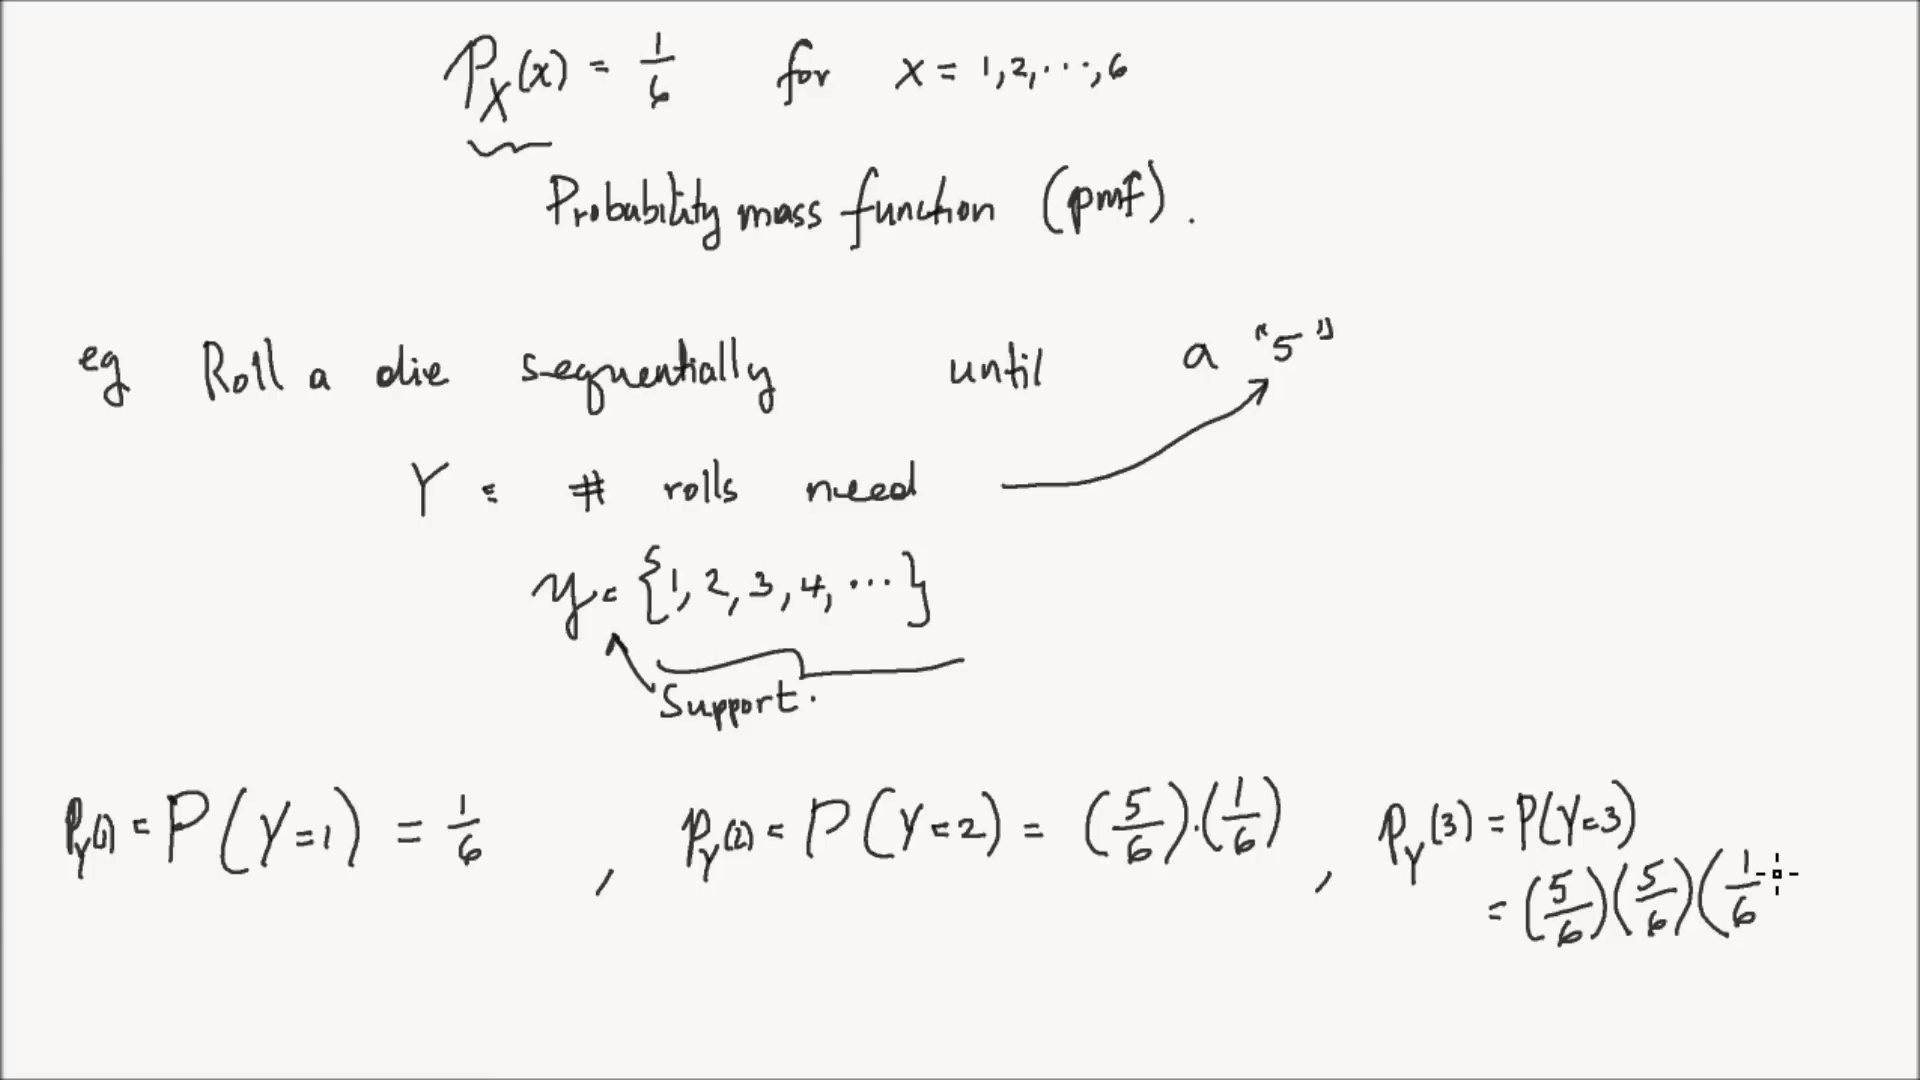 P_X(x) = 1/6 for x = 1,2,⋯,6
Probability mass function (pmf).
eg Roll a die sequentially until a "5"
Y = # rolls need
𝒴 = {1, 2, 3, 4, ⋯}
Support.
P_Y(1) = P(Y=1) = 1/6 , P_Y(2) = P(Y=2) = (5/6)·(1/6) , P_Y(3) = P(Y=3)
= (5/6)(5/6)(1/6